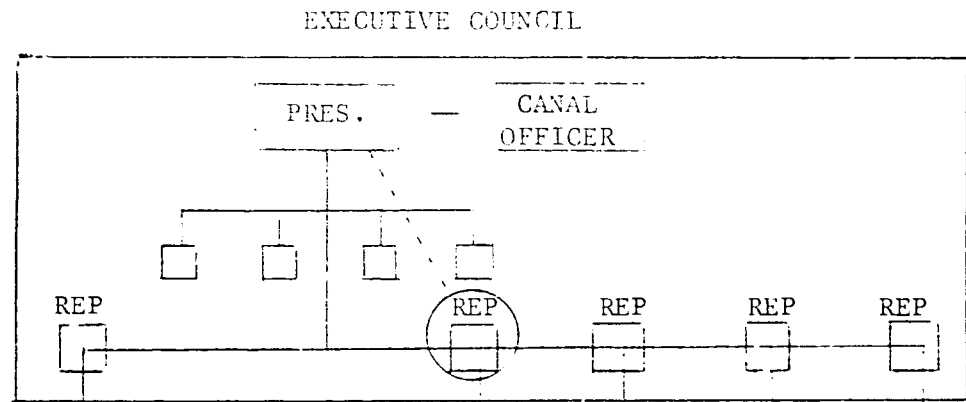 EXECUTIVE COUNCIL
PRES. — CANAL
OFFICER
REP REP REP REP REP